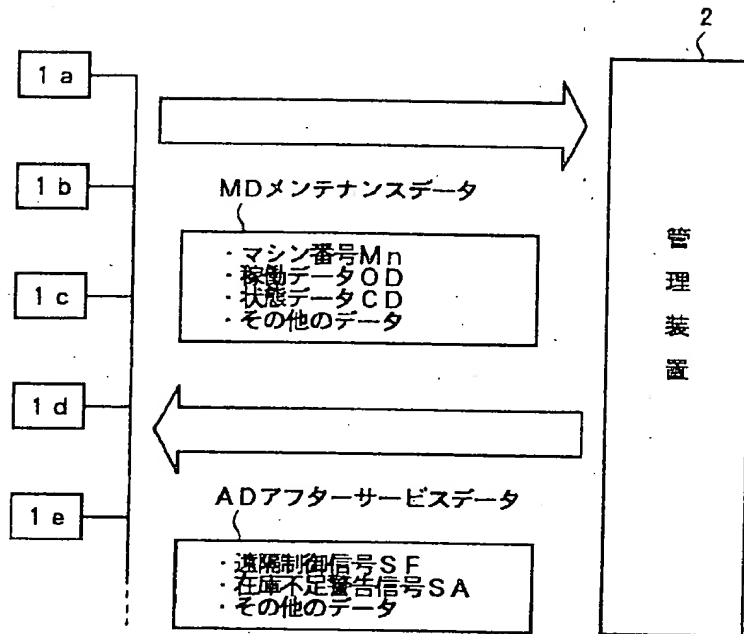 2
1a
1b
MDメンテナンスデータ
・マシン番号Mn
・稼働データOD
・状態データCD
・その他のデータ
1c
管理装置
1d
ADアフターサービスデータ
1e
・遠隔制御信号SF
・在庫不足警告信号SA
・その他のデータ